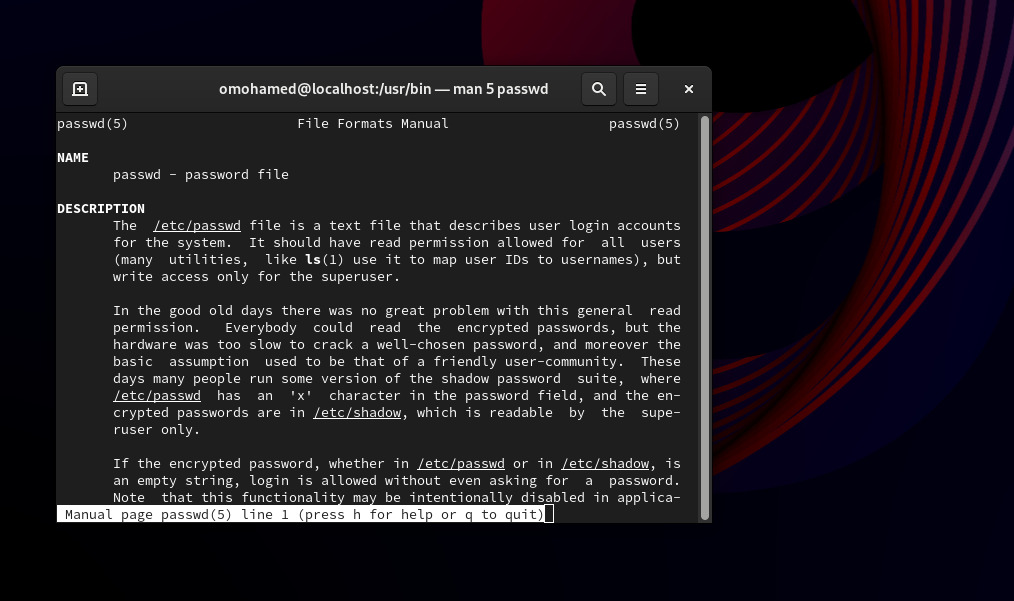 omohamed@localhost:/usr/bin — man 5 passwd
passwd(5) File Formats Manual passwd(5)
NAME
passwd - password file
DESCRIPTION
The /etc/passwd file is a text file that describes user login accounts
for the system. It should have read permission allowed for all users
(many utilities, like ls(1) use it to map user IDs to usernames), but
write access only for the superuser.
In the good old days there was no great problem with this general read
permission. Everybody could read the encrypted passwords, but the
hardware was too slow to crack a well-chosen password, and moreover the
basic assumption used to be that of a friendly user-community. These
days many people run some version of the shadow password suite, where
/etc/passwd has an 'x' character in the password field, and the en-
crypted passwords are in /etc/shadow, which is readable by the supe-
ruser only.
If the encrypted password, whether in /etc/passwd or in /etc/shadow, is
an empty string, login is allowed without even asking for a password.
Note that this functionality may be intentionally disabled in applica-
Manual page passwd(5) line 1 (press h for help or q to quit)